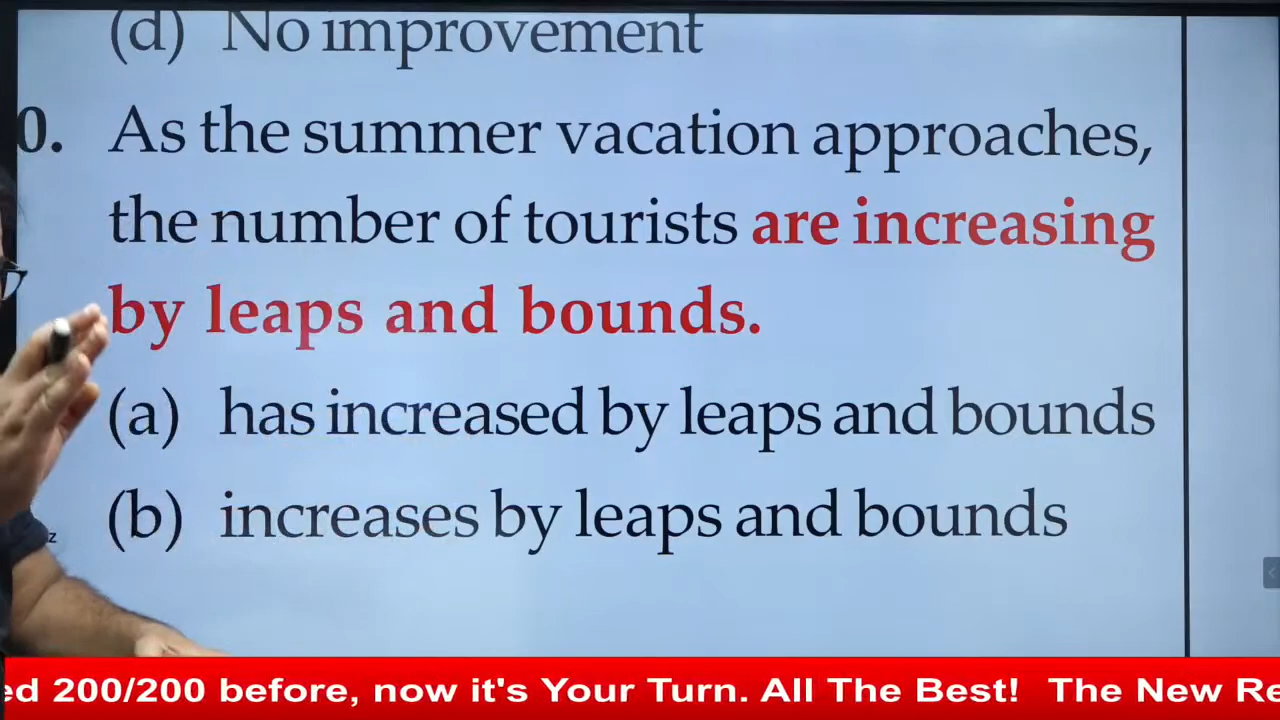 (d) No improvement
0. As the summer vacation approaches,
the number of tourists are increasing
by leaps and bounds.
(a) has increased by leaps and bounds
(b) increases by leaps and bounds
z
ed 200/200 before, now it's Your Turn. All The Best! The New Re